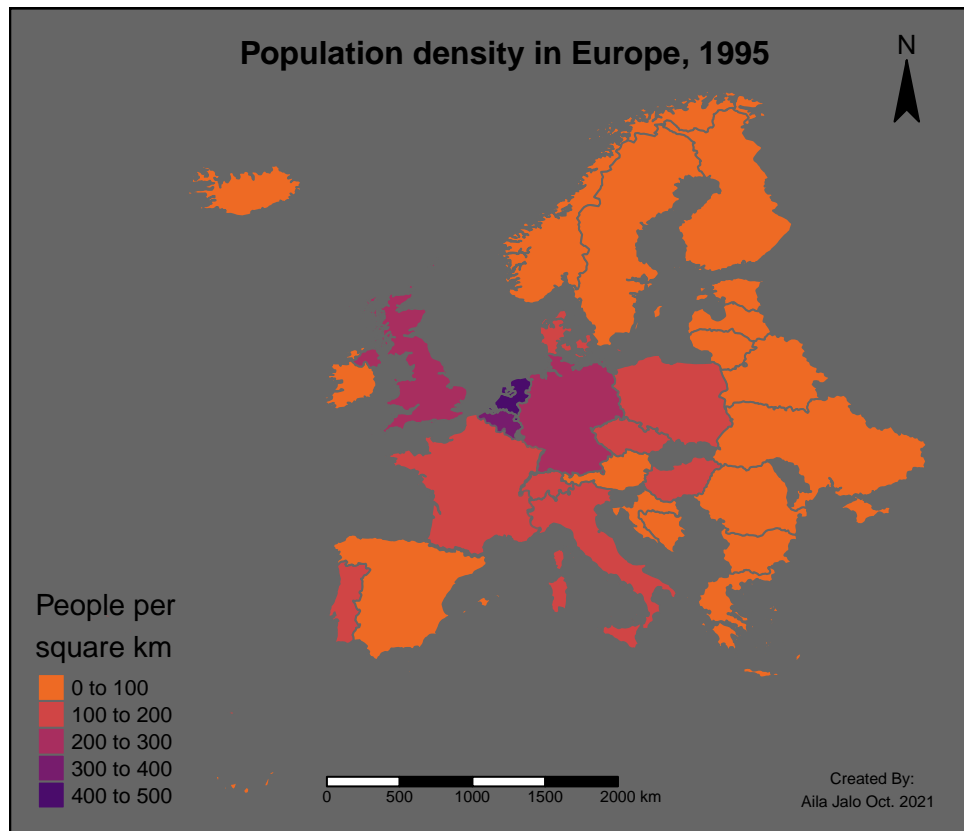 Population density in Europe, 1995
N
People per
square km
0 to 100
100 to 200
200 to 300
300 to 400
400 to 500
0 500 1000 1500 2000 km
Created By:
Aila Jalo Oct. 2021